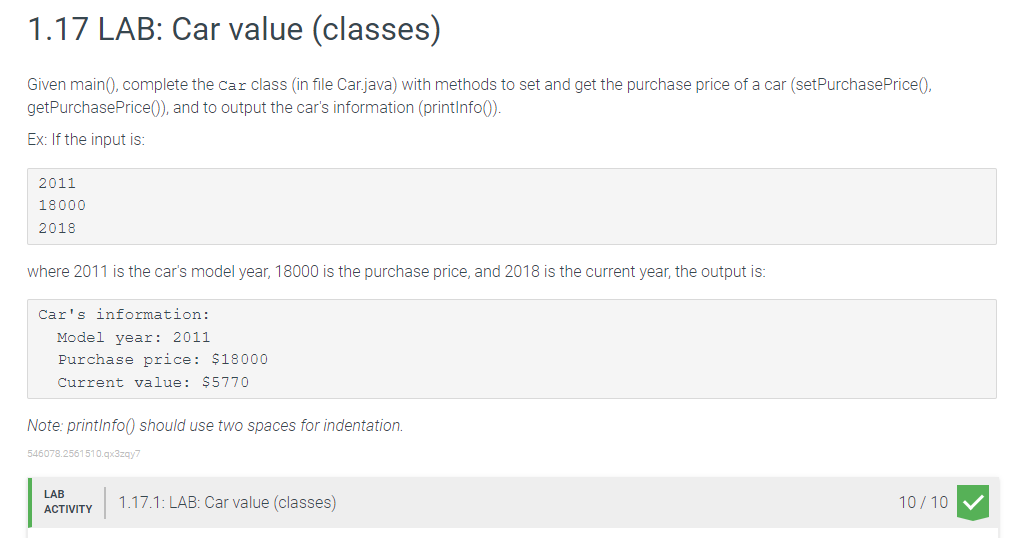 1.17 LAB: Car value (classes)
Given main(), complete the Car class (in file Car.java) with methods to set and get the purchase price of a car (setPurchasePrice(),
getPurchasePrice()), and to output the car's information (printInfo()).
Ex: If the input is:
2011
18000
2018
where 2011 is the car's model year, 18000 is the purchase price, and 2018 is the current year, the output is:
Car's information:
  Model year: 2011
  Purchase price: $18000
  Current value: $5770
Note: printInfo() should use two spaces for indentation.
546078.2561510.qx3zqy7
LAB
ACTIVITY
1.17.1: LAB: Car value (classes)
10 / 10